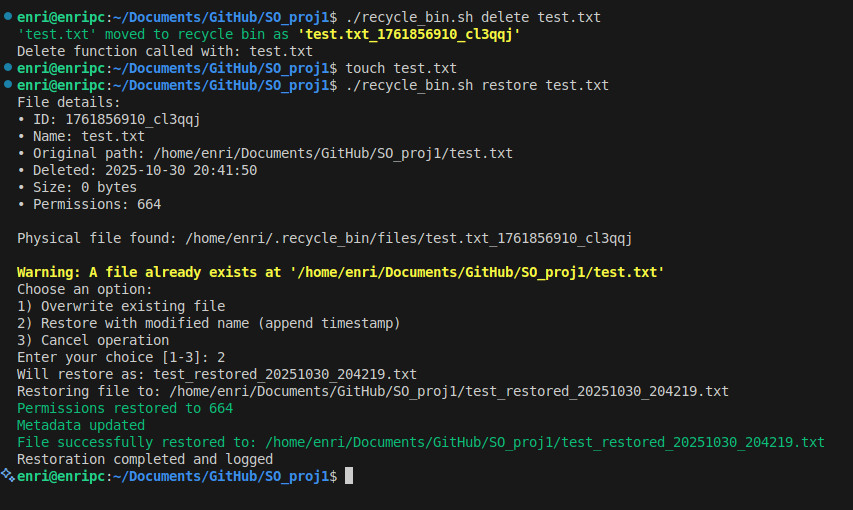 enri@enripc:~/Documents/GitHub/SO_proj1$ ./recycle_bin.sh delete test.txt
'test.txt' moved to recycle bin as 'test.txt_1761856910_cl3qqj'
Delete function called with: test.txt
enri@enripc:~/Documents/GitHub/SO_proj1$ touch test.txt
enri@enripc:~/Documents/GitHub/SO_proj1$ ./recycle_bin.sh restore test.txt
File details:
• ID: 1761856910_cl3qqj
• Name: test.txt
• Original path: /home/enri/Documents/GitHub/SO_proj1/test.txt
• Deleted: 2025-10-30 20:41:50
• Size: 0 bytes
• Permissions: 664
Physical file found: /home/enri/.recycle_bin/files/test.txt_1761856910_cl3qqj
Warning: A file already exists at '/home/enri/Documents/GitHub/SO_proj1/test.txt'
Choose an option:
1) Overwrite existing file
2) Restore with modified name (append timestamp)
3) Cancel operation
Enter your choice [1-3]: 2
Will restore as: test_restored_20251030_204219.txt
Restoring file to: /home/enri/Documents/GitHub/SO_proj1/test_restored_20251030_204219.txt
Permissions restored to 664
Metadata updated
File successfully restored to: /home/enri/Documents/GitHub/SO_proj1/test_restored_20251030_204219.txt
Restoration completed and logged
enri@enripc:~/Documents/GitHub/SO_proj1$